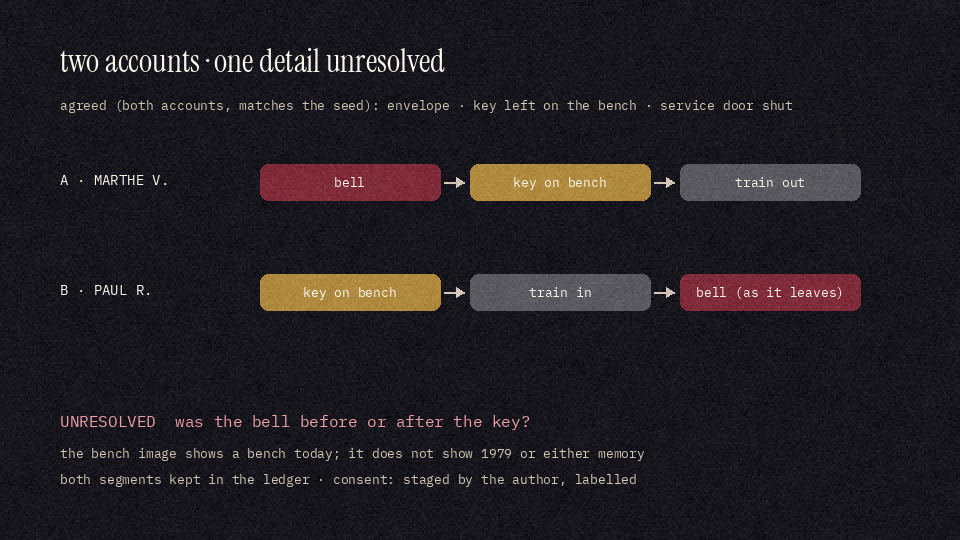 two accounts · one detail unresolved
agreed (both accounts, matches the seed): envelope · key left on the bench · service door shut
A · MARTHE V.
bell
key on bench
train out
B · PAUL R.
key on bench
train in
bell (as it leaves)
UNRESOLVED was the bell before or after the key?
the bench image shows a bench today; it does not show 1979 or either memory
both segments kept in the ledger · consent: staged by the author, labelled